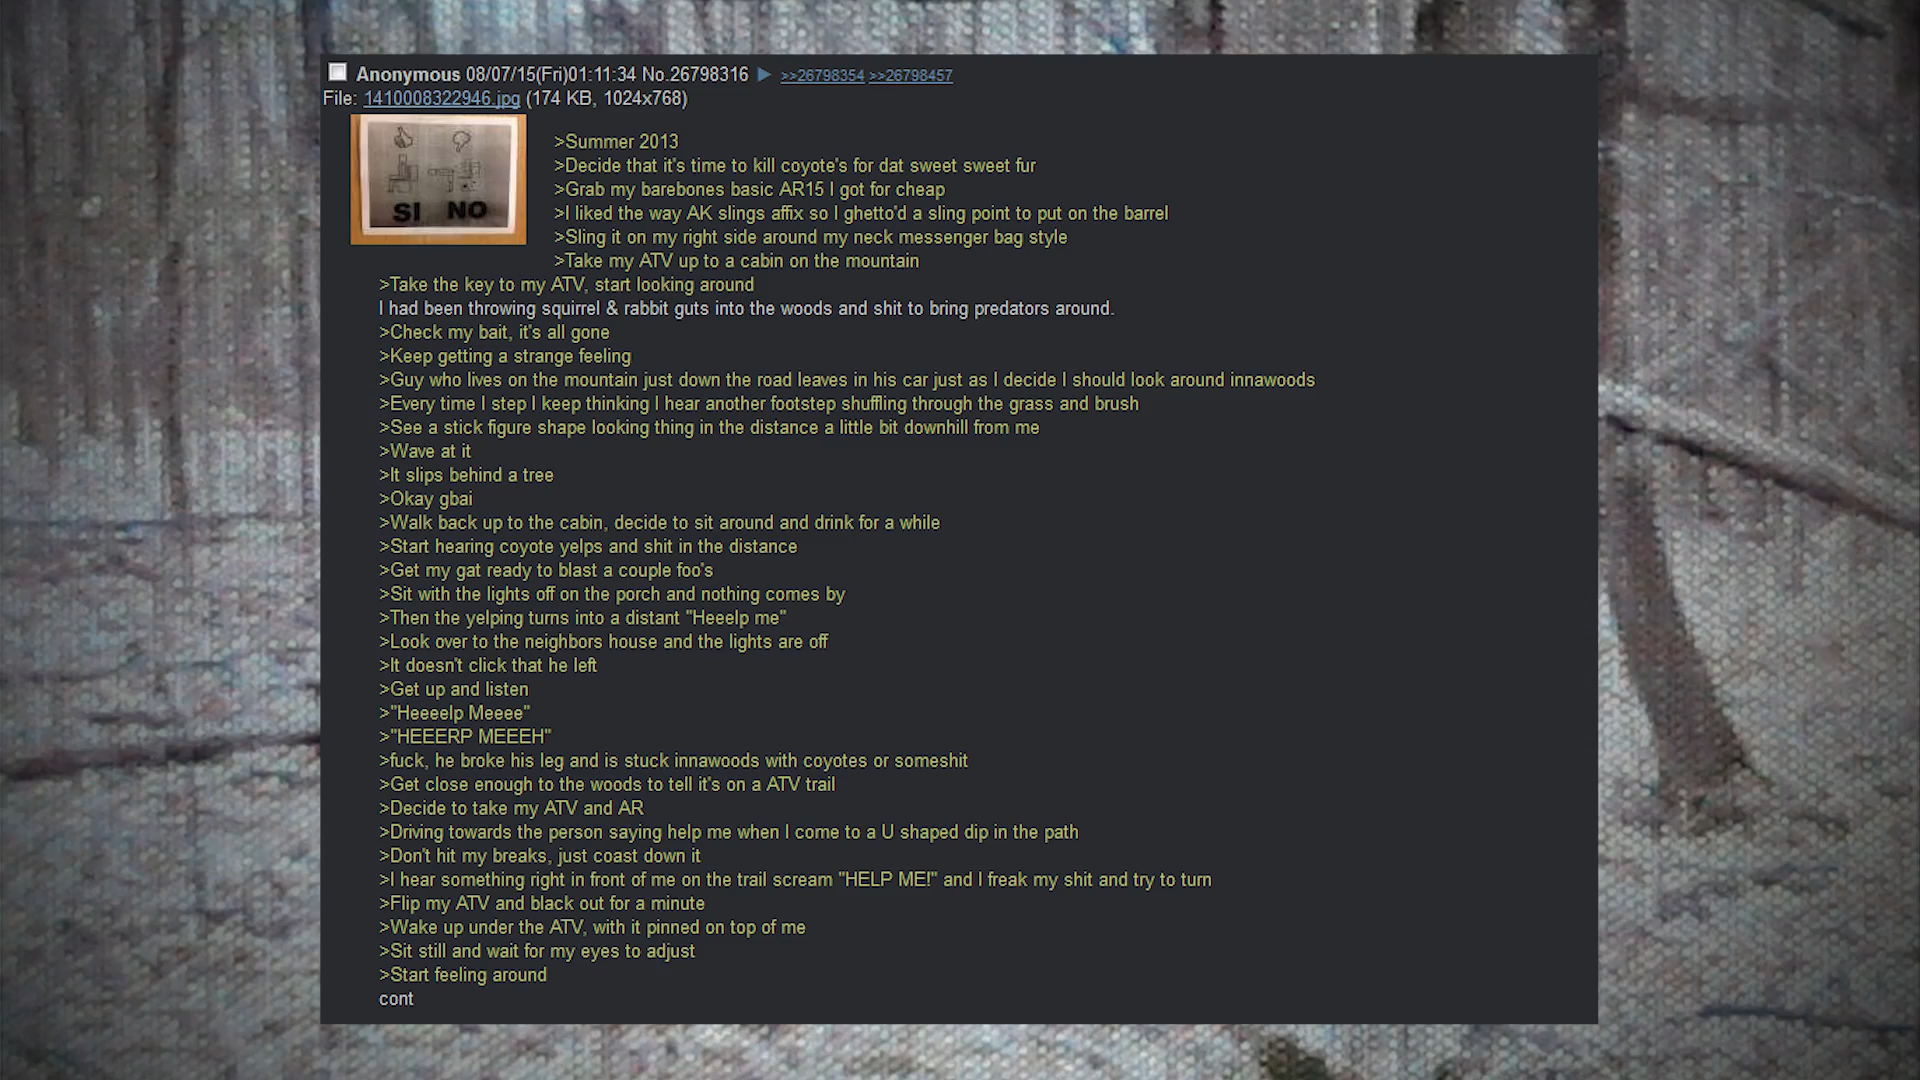 Anonymous 08/07/15(Fri)01:11:34 No.26798316 ▶ >>26798354 >>26798457
File: 1410008322946.jpg (174 KB, 1024x768)
SI NO
>Summer 2013
>Decide that it's time to kill coyote's for dat sweet sweet fur
>Grab my barebones basic AR15 I got for cheap
>I liked the way AK slings affix so I ghetto'd a sling point to put on the barrel
>Sling it on my right side around my neck messenger bag style
>Take my ATV up to a cabin on the mountain
>Take the key to my ATV, start looking around
I had been throwing squirrel & rabbit guts into the woods and shit to bring predators around.
>Check my bait, it's all gone
>Keep getting a strange feeling
>Guy who lives on the mountain just down the road leaves in his car just as I decide I should look around innawoods
>Every time I step I keep thinking I hear another footstep shuffling through the grass and brush
>See a stick figure shape looking thing in the distance a little bit downhill from me
>Wave at it
>It slips behind a tree
>Okay gbai
>Walk back up to the cabin, decide to sit around and drink for a while
>Start hearing coyote yelps and shit in the distance
>Get my gat ready to blast a couple foo's
>Sit with the lights off on the porch and nothing comes by
>Then the yelping turns into a distant "Heeelp me"
>Look over to the neighbors house and the lights are off
>It doesn't click that he left
>Get up and listen
>"Heeeelp Meeee"
>"HEEERP MEEEH"
>fuck, he broke his leg and is stuck innawoods with coyotes or someshit
>Get close enough to the woods to tell it's on a ATV trail
>Decide to take my ATV and AR
>Driving towards the person saying help me when I come to a U shaped dip in the path
>Don't hit my breaks, just coast down it
>I hear something right in front of me on the trail scream "HELP ME!" and I freak my shit and try to turn
>Flip my ATV and black out for a minute
>Wake up under the ATV, with it pinned on top of me
>Sit still and wait for my eyes to adjust
>Start feeling around
cont